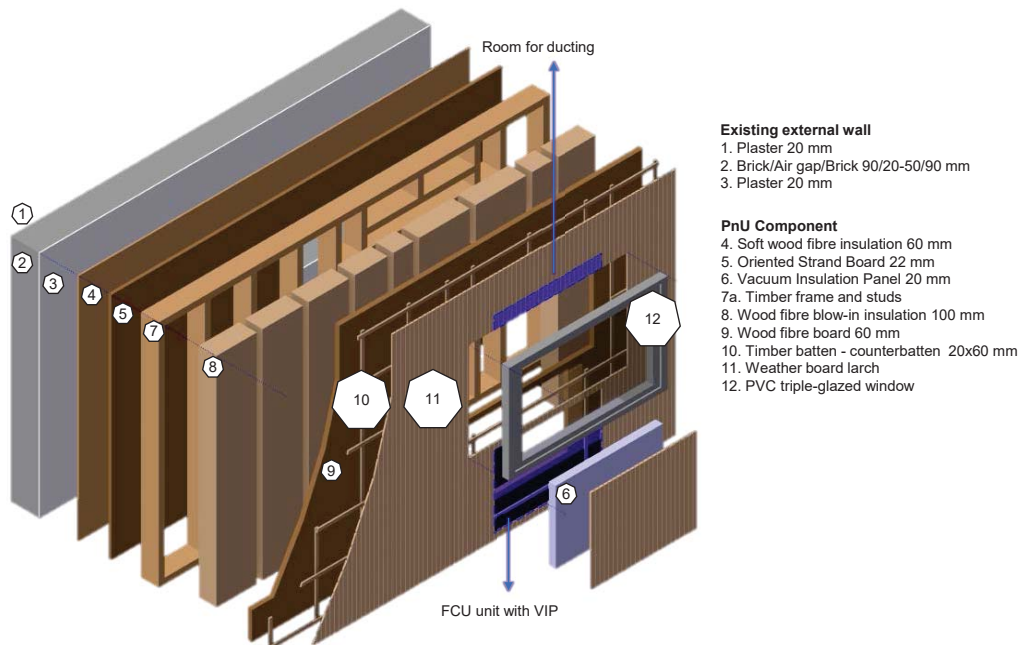 Room for ducting
Existing external wall
1. Plaster 20 mm
2. Brick/Air gap/Brick 90/20-50/90 mm
3. Plaster 20 mm
PnU Component
4. Soft wood fibre insulation 60 mm
5. Oriented Strand Board 22 mm
6. Vacuum Insulation Panel 20 mm
7a. Timber frame and studs
8. Wood fibre blow-in insulation 100 mm
9. Wood fibre board 60 mm
10. Timber batten - counterbatten 20x60 mm
11. Weather board larch
12. PVC triple-glazed window
1
2
3
4
5
7
8
9
10
11
12
6
FCU unit with VIP